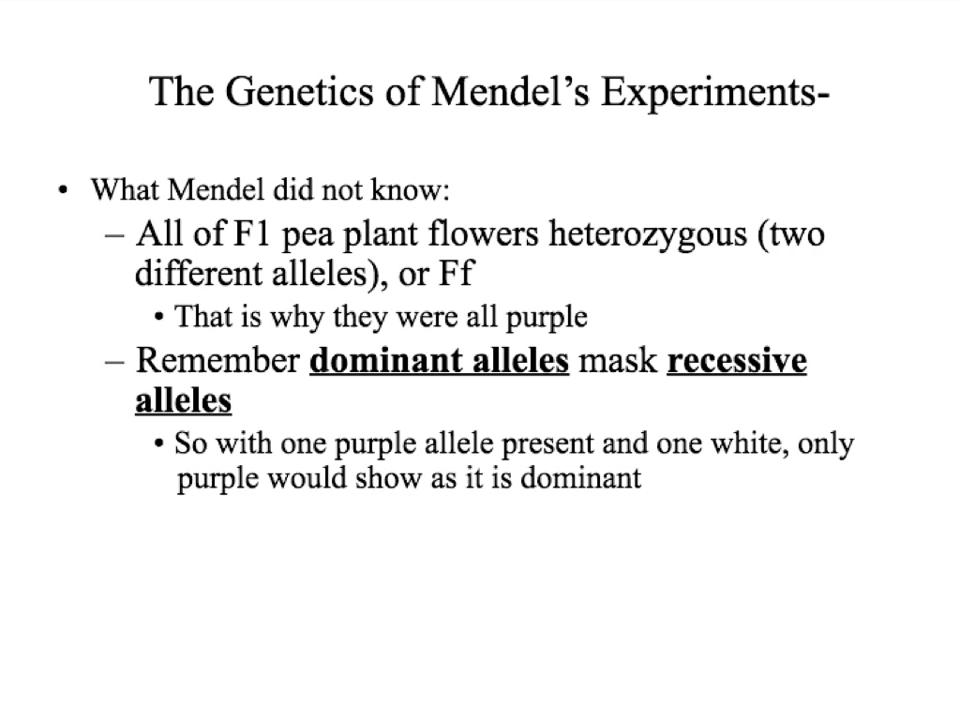 The Genetics of Mendel’s Experiments-
• What Mendel did not know:
– All of F1 pea plant flowers heterozygous (two
different alleles), or Ff
• That is why they were all purple
– Remember dominant alleles mask recessive
alleles
• So with one purple allele present and one white, only
purple would show as it is dominant